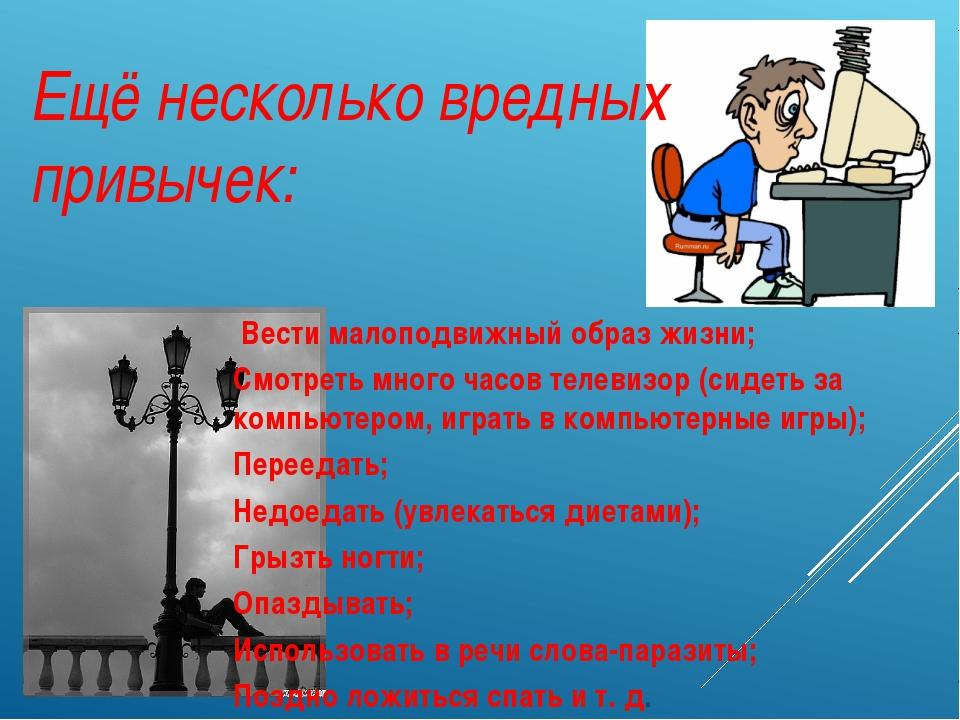 Ещё несколько вредных
привычек:
Rumman.ru
Вести малоподвижный образ жизни;
Смотреть много часов телевизор (сидеть за
компьютером, играть в компьютерные игры);
Переедать;
Недоедать (увлекаться диетами);
Грызть ногти;
Опаздывать;
Использовать в речи слова-паразиты;
Поздно ложиться спать и т. д.